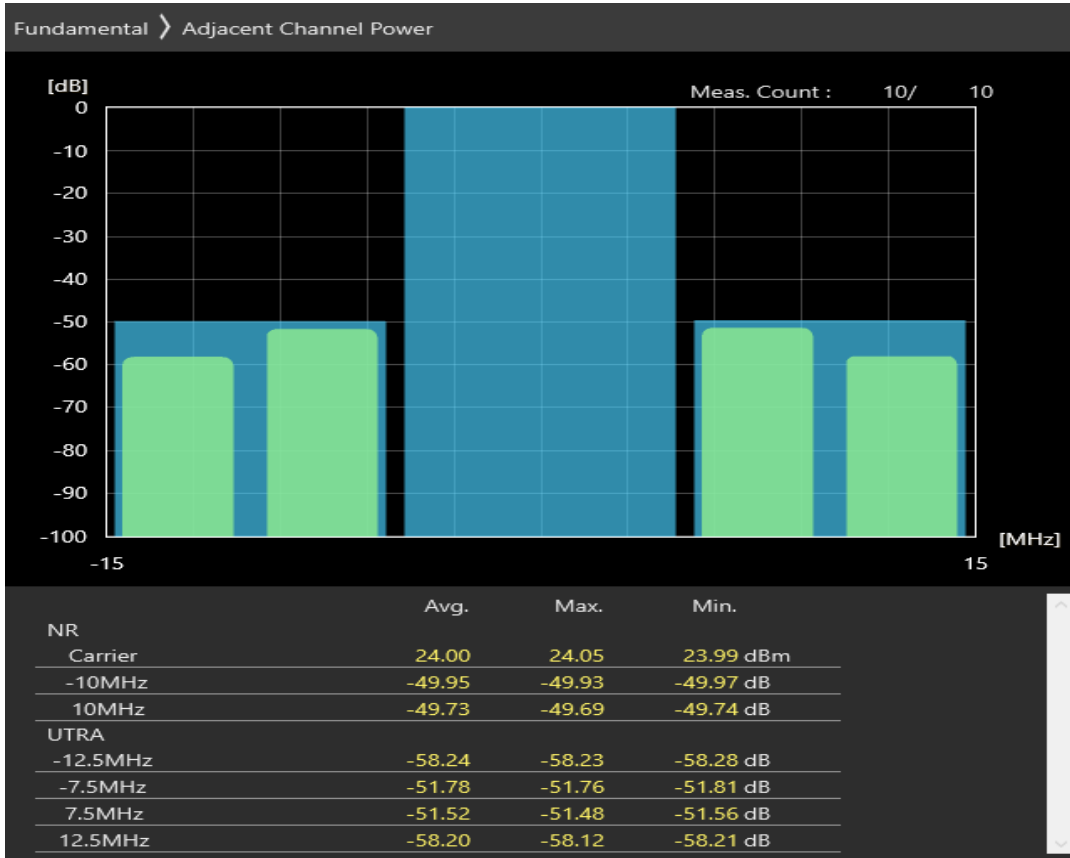 Fundamental ❯ Adjacent Channel Power
[dB]
Meas. Count : 10/ 10
0
-10
-20
-30
-40
-50
-60
-70
-80
-90
-100
[MHz]
-15 15
Avg. Max. Min.
NR
Carrier 24.00 24.05 23.99 dBm
-10MHz -49.95 -49.93 -49.97 dB
10MHz -49.73 -49.69 -49.74 dB
UTRA
-12.5MHz -58.24 -58.23 -58.28 dB
-7.5MHz -51.78 -51.76 -51.81 dB
7.5MHz -51.52 -51.48 -51.56 dB
12.5MHz -58.20 -58.12 -58.21 dB